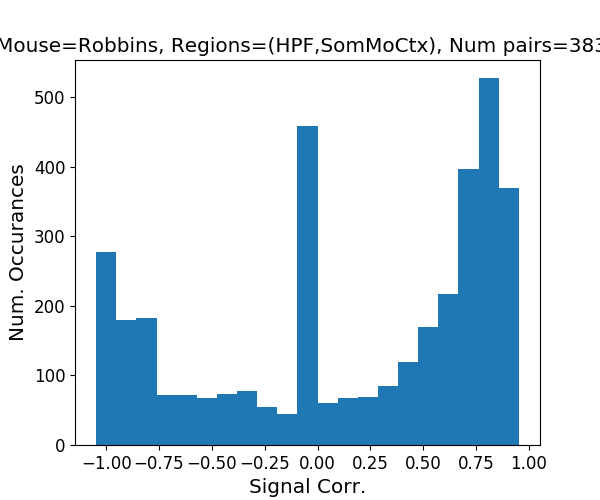 Mouse=Robbins, Regions=(HPF,SomMoCtx), Num pairs=383
500
400
300
200
100
0
Num. Occurances
−1.00 −0.75 −0.50 −0.25 0.00 0.25 0.50 0.75 1.00
Signal Corr.